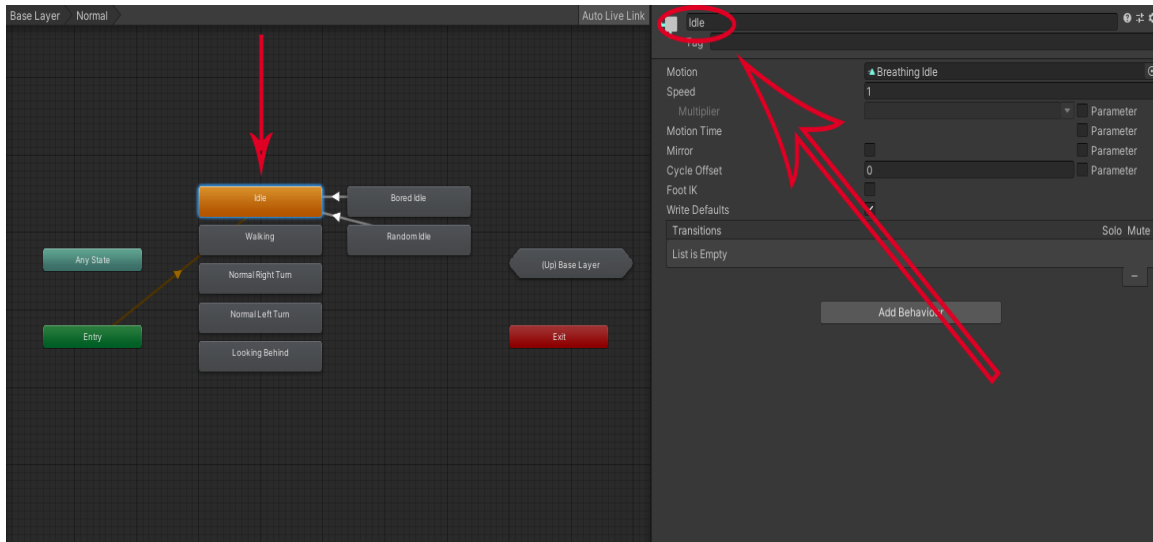 Base Layer Normal Auto Live Link
Idle
Bored Idle
Walking
Random Idle
Any State
Normal Right Turn
(Up) Base Layer
Normal Left Turn
Entry
Exit
Looking Behind
Idle
Tag
Motion Breathing Idle
Speed 1
Multiplier Parameter
Motion Time Parameter
Mirror Parameter
Cycle Offset 0 Parameter
Foot IK
Write Defaults
Transitions Solo Mute
List is Empty
Add Behaviour